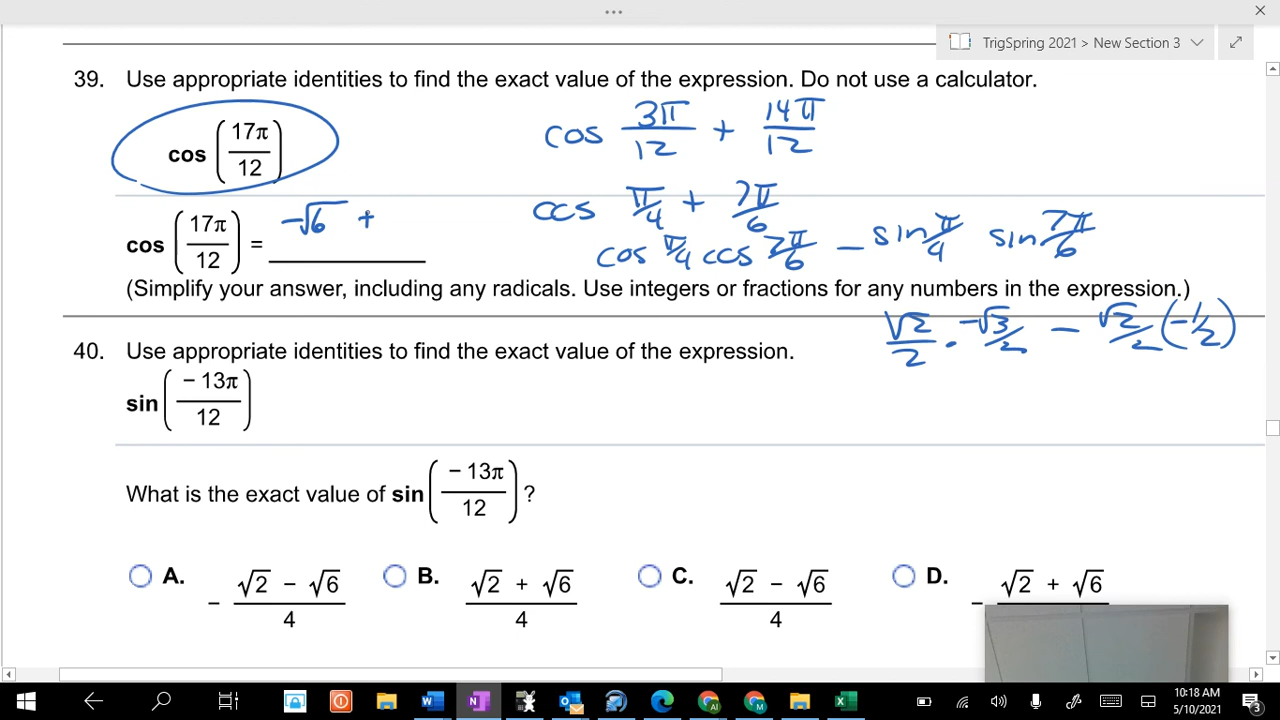 TrigSpring 2021 > New Section 3
39. Use appropriate identities to find the exact value of the expression. Do not use a calculator.
cos (17π/12)
cos 3π/12 + 14π/12
cos π/4 + 7π/6
cos (17π/12) = -√6 +
cos π/4 cos 7π/6 - sin π/4 sin 7π/6
(Simplify your answer, including any radicals. Use integers or fractions for any numbers in the expression.)
√2/2 · -√3/2 - √2/2 (-1/2)
40. Use appropriate identities to find the exact value of the expression.
sin (-13π/12)
What is the exact value of sin (-13π/12) ?
A. - (√2 - √6)/4 B. (√2 + √6)/4 C. (√2 - √6)/4 D. - √2 + √6
10:18 AM
5/10/2021
3